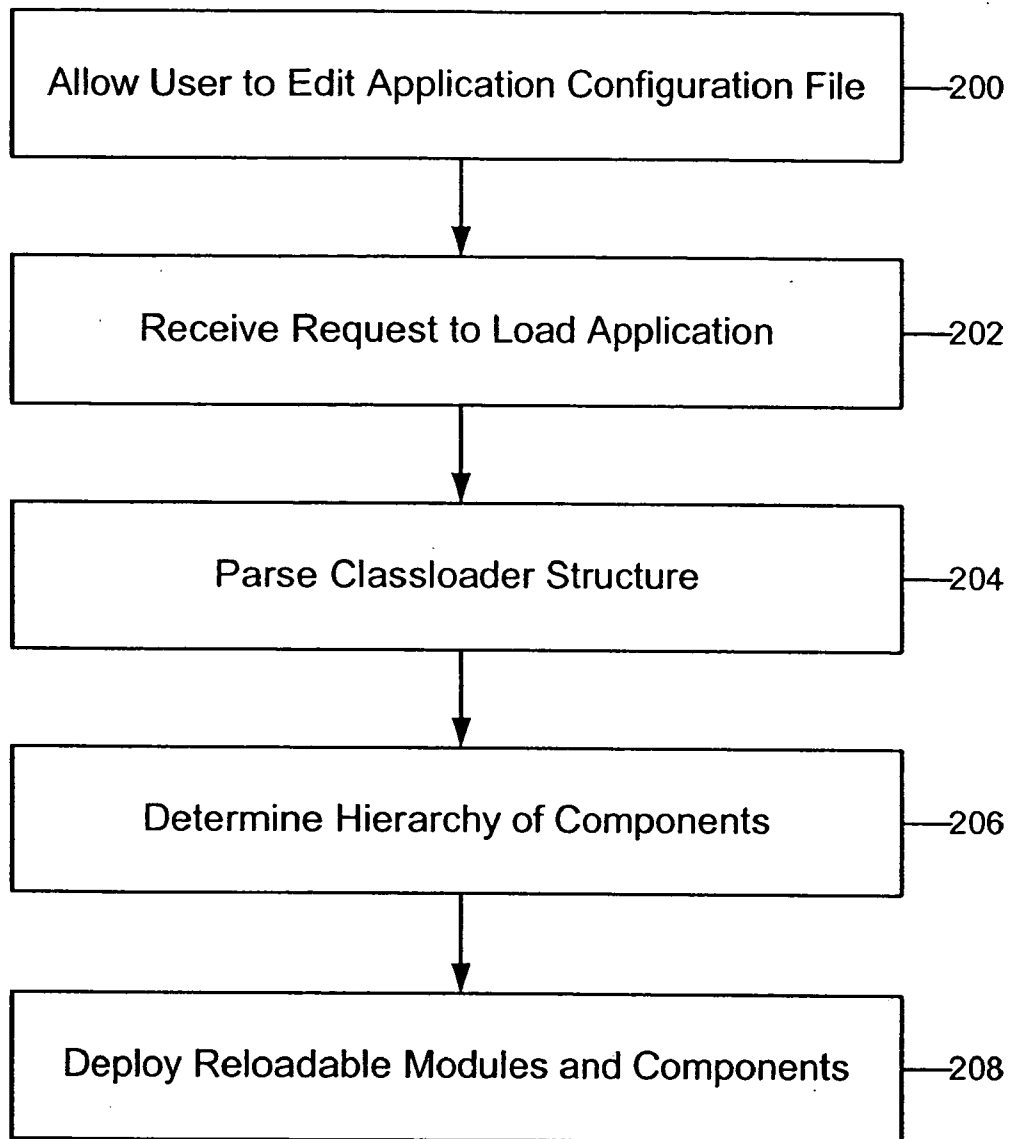 Allow User to Edit Application Configuration File 200
Receive Request to Load Application 202
Parse Classloader Structure 204
Determine Hierarchy of Components 206
Deploy Reloadable Modules and Components 208